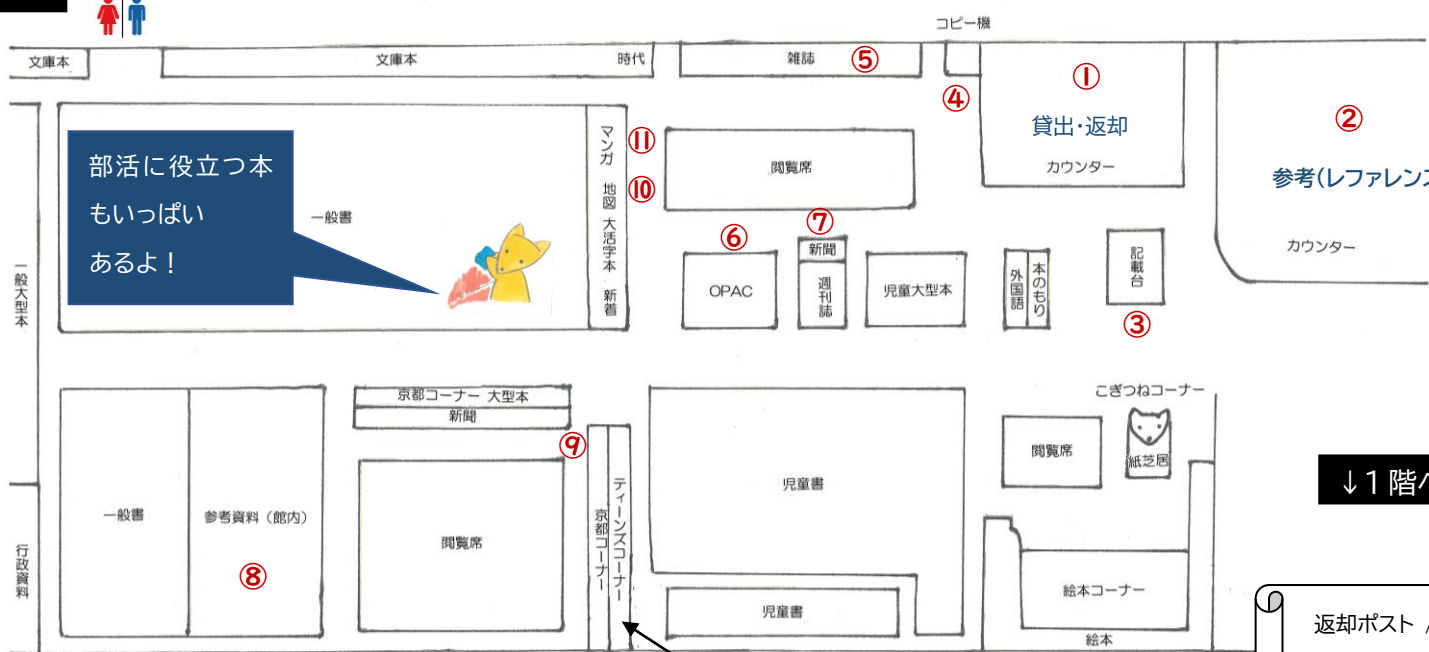 コピー機
文庫本
文庫本
時代
雑誌
⑤
④
①
貸出・返却
カウンター
②
参考(レファレンス
カウンター
一般大型本
部活に役立つ本
もいっぱい
あるよ！
一般書
マンガ 地図 大活字本 新着
⑪
⑩
閲覧席
⑥
OPAC
⑦
新聞
週刊誌
児童大型本
外国語
本のもり
記載台
③
行政資料
一般書
参考資料（館内）
⑧
京都コーナー 大型本
新聞
⑨
閲覧席
京都コーナー
ティーンズコーナー
児童書
児童書
こぎつねコーナー
閲覧席
紙芝居
絵本コーナー
絵本
↓1階へ
返却ポスト